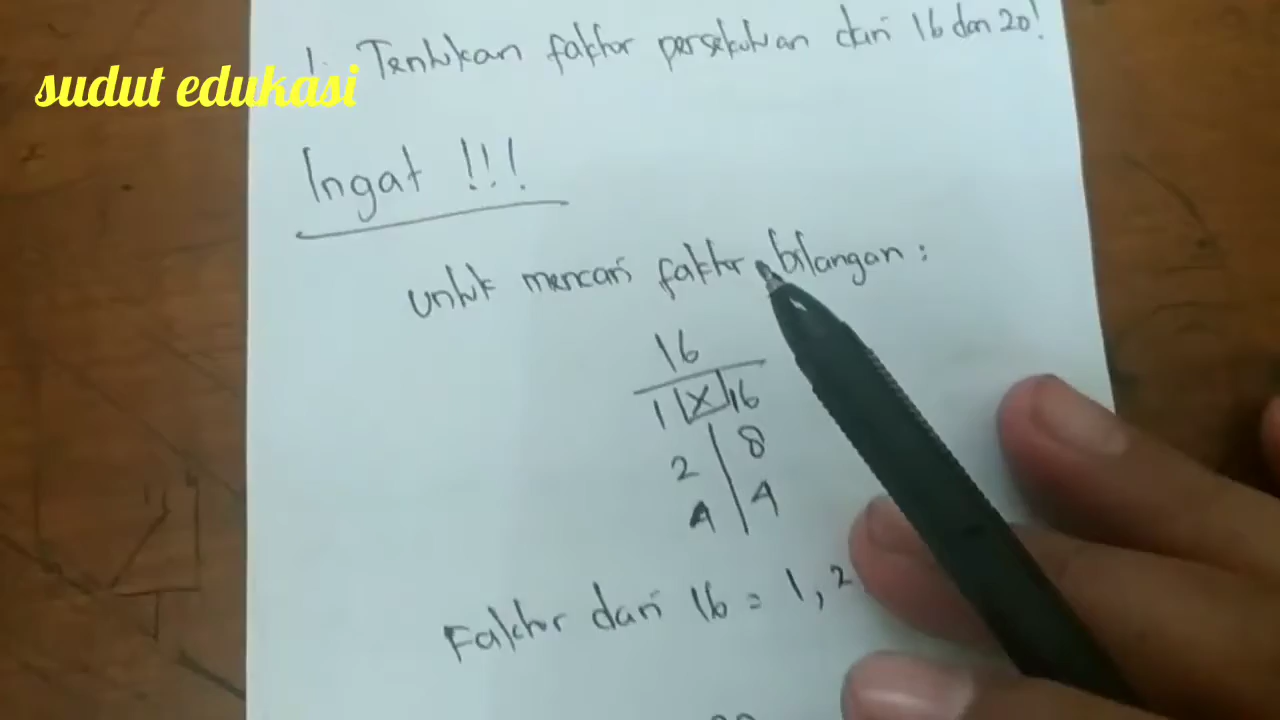 1. Tentukan faktor persekutuan dari 16 dan 20!
sudut edukasi
Ingat !!!
untuk mencari faktor bilangan :
16
1 X 16
2 8
4 4
Faktor dari 16 = 1, 2